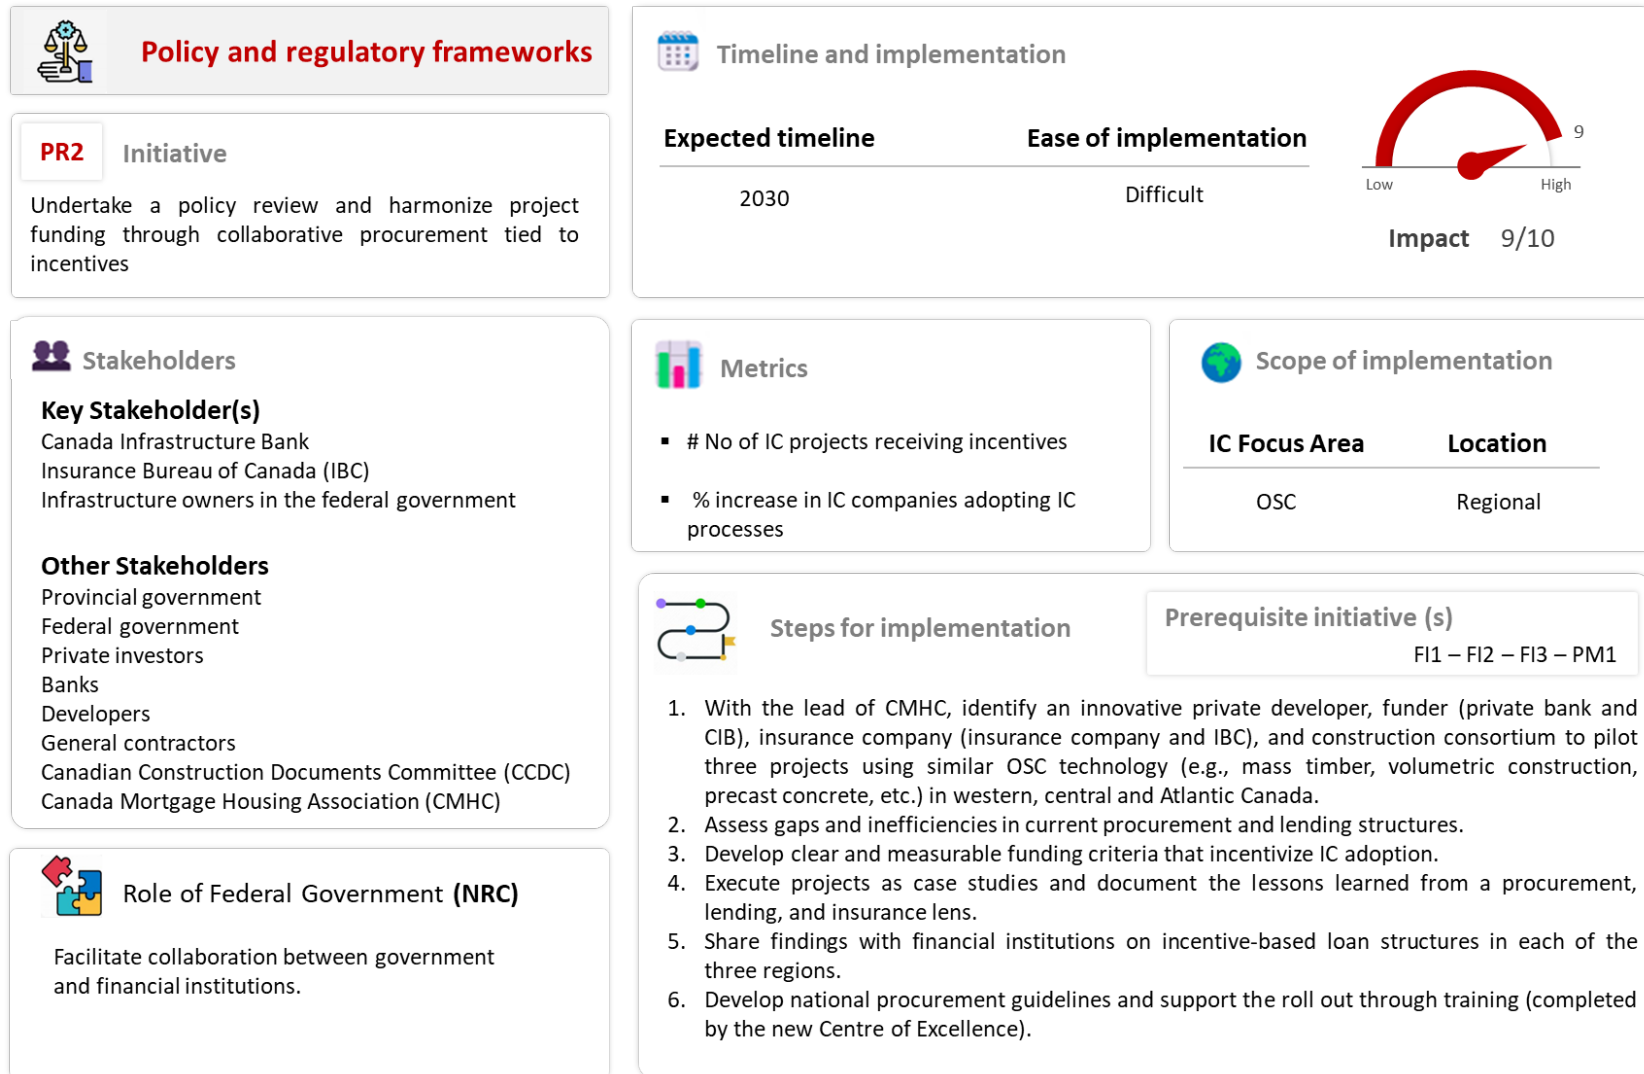 Policy and regulatory frameworks
PR2
Initiative
Undertake a policy review and harmonize project
funding through collaborative procurement tied to
incentives
Timeline and implementation
Expected timeline
Ease of implementation
2030
Difficult
9
Low
High
Impact 9/10
Stakeholders
Key Stakeholder(s)
Canada Infrastructure Bank
Insurance Bureau of Canada (IBC)
Infrastructure owners in the federal government
Other Stakeholders
Provincial government
Federal government
Private investors
Banks
Developers
General contractors
Canadian Construction Documents Committee (CCDC)
Canada Mortgage Housing Association (CMHC)
Metrics
▪ # No of IC projects receiving incentives
▪ % increase in IC companies adopting IC
processes
Scope of implementation
IC Focus Area
Location
OSC
Regional
Role of Federal Government (NRC)
Facilitate collaboration between government
and financial institutions.
Steps for implementation
Prerequisite initiative (s)
FI1 – FI2 – FI3 – PM1
1. With the lead of CMHC, identify an innovative private developer, funder (private bank and
CIB), insurance company (insurance company and IBC), and construction consortium to pilot
three projects using similar OSC technology (e.g., mass timber, volumetric construction,
precast concrete, etc.) in western, central and Atlantic Canada.
2. Assess gaps and inefficiencies in current procurement and lending structures.
3. Develop clear and measurable funding criteria that incentivize IC adoption.
4. Execute projects as case studies and document the lessons learned from a procurement,
lending, and insurance lens.
5. Share findings with financial institutions on incentive-based loan structures in each of the
three regions.
6. Develop national procurement guidelines and support the roll out through training (completed
by the new Centre of Excellence).